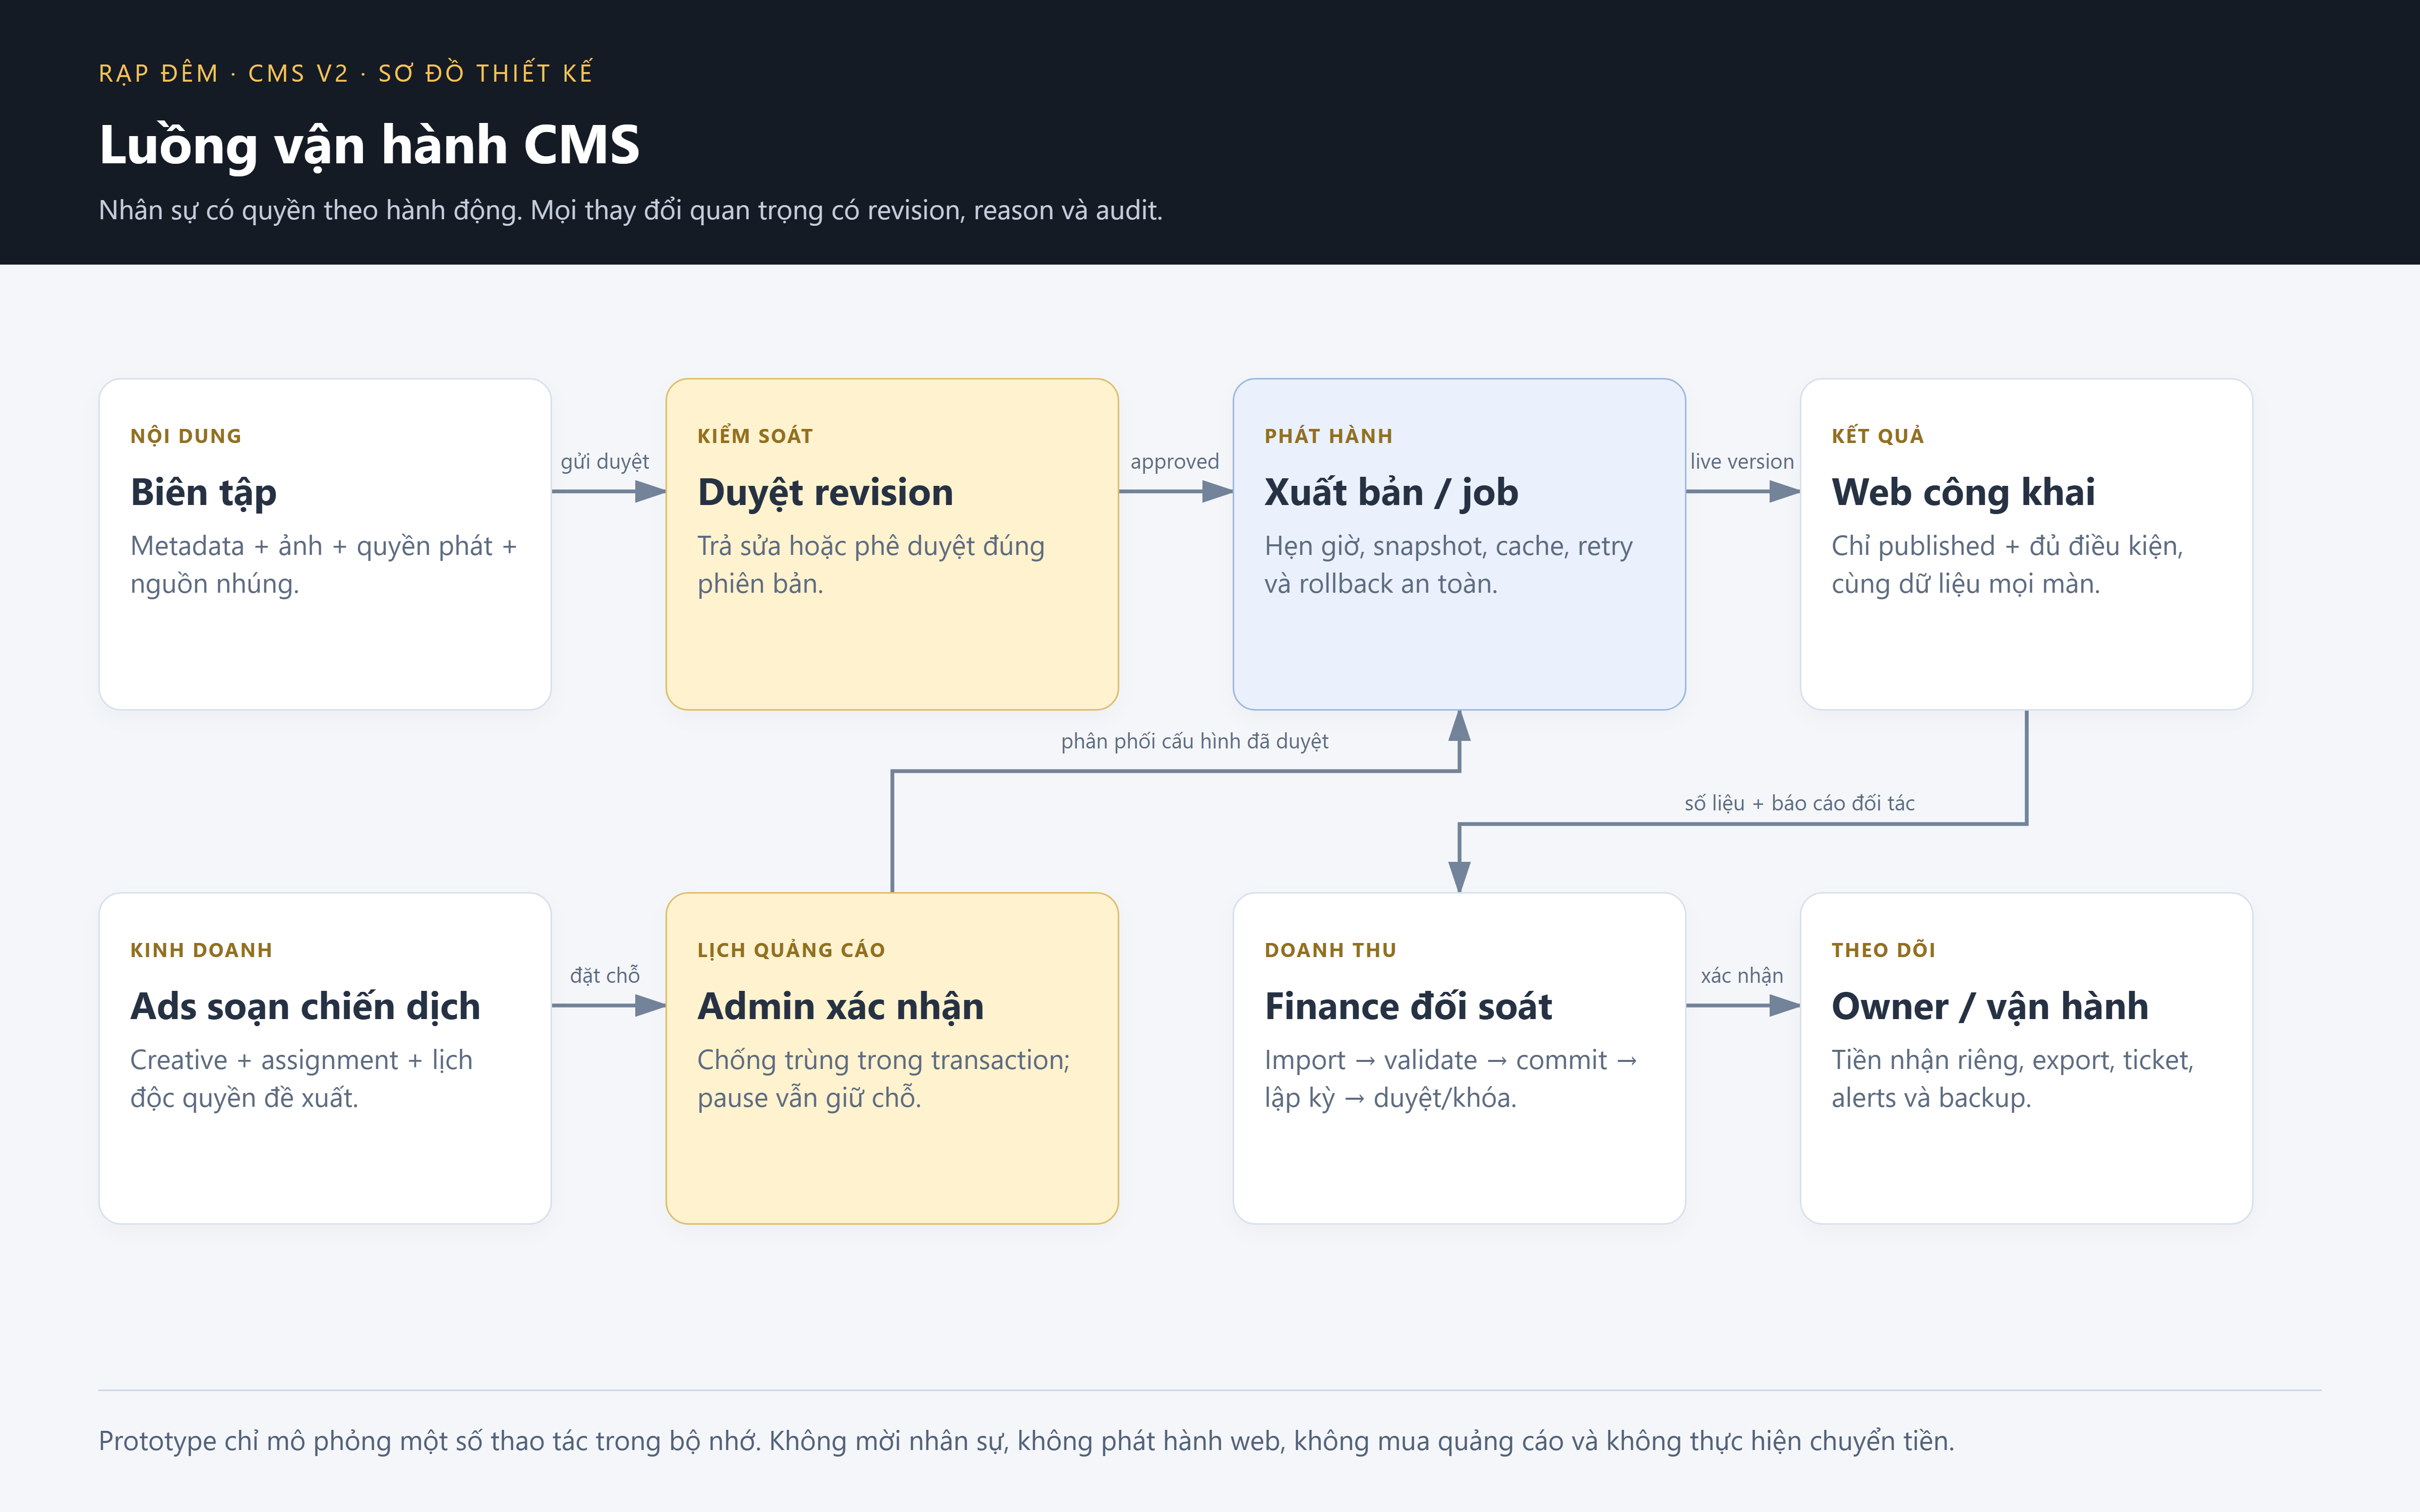 RẠP ĐÊM · CMS V2 · SƠ ĐỒ THIẾT KẾ
Luồng vận hành CMS
Nhân sự có quyền theo hành động. Mọi thay đổi quan trọng có revision, reason và audit.
NỘI DUNG
Biên tập
Metadata + ảnh + quyền phát +
nguồn nhúng.
gửi duyệt
KIỂM SOÁT
Duyệt revision
Trả sửa hoặc phê duyệt đúng
phiên bản.
approved
PHÁT HÀNH
Xuất bản / job
Hẹn giờ, snapshot, cache, retry
và rollback an toàn.
live version
KẾT QUẢ
Web công khai
Chỉ published + đủ điều kiện,
cùng dữ liệu mọi màn.
phân phối cấu hình đã duyệt
số liệu + báo cáo đối tác
KINH DOANH
Ads soạn chiến dịch
Creative + assignment + lịch
độc quyền đề xuất.
đặt chỗ
LỊCH QUẢNG CÁO
Admin xác nhận
Chống trùng trong transaction;
pause vẫn giữ chỗ.
DOANH THU
Finance đối soát
Import → validate → commit →
lập kỳ → duyệt/khóa.
xác nhận
THEO DÕI
Owner / vận hành
Tiền nhận riêng, export, ticket,
alerts và backup.
Prototype chỉ mô phỏng một số thao tác trong bộ nhớ. Không mời nhân sự, không phát hành web, không mua quảng cáo và không thực hiện chuyển tiền.